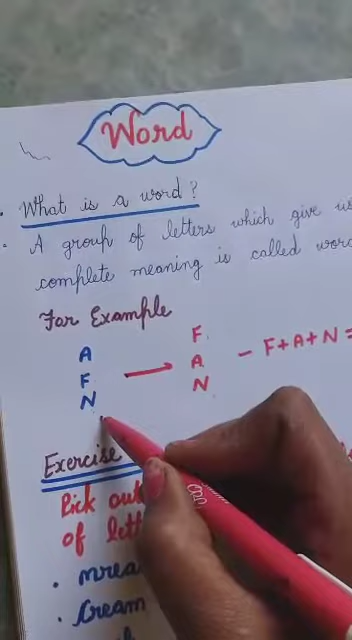 Word
What is a word?
A group of letters which give us
complete meaning is called word
For Example
A F
F → A - F+A+N =
N N
Exercise
Pick out
of lett
• mrea
• Cream